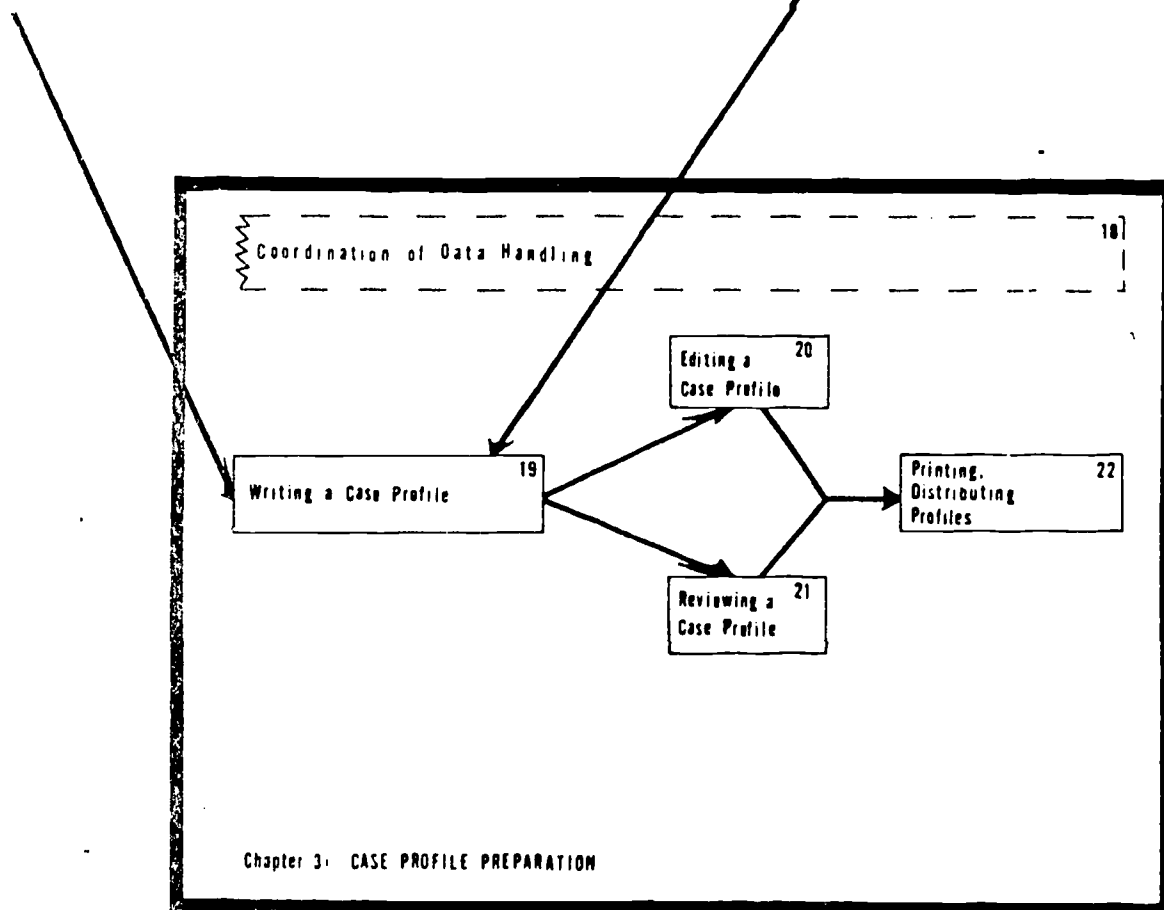 18
Coordination of Data Handling
20
Editing a
Case Profile
19
Writing a Case Profile
Printing, 22
Distributing
Profiles
Reviewing a 21
Case Profile
Chapter 3: CASE PROFILE PREPARATION